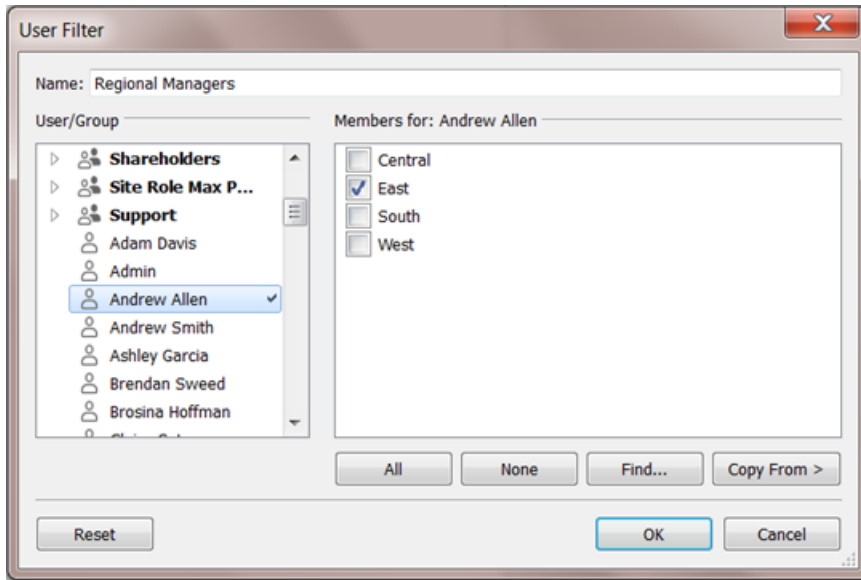 User Filter
Name: Regional Managers
User/Group
Members for: Andrew Allen
Shareholders
Site Role Max P...
Support
Adam Davis
Admin
Andrew Allen
Andrew Smith
Ashley Garcia
Brendan Sweed
Brosina Hoffman
Central
East
South
West
All
None
Find...
Copy From >
Reset
OK
Cancel